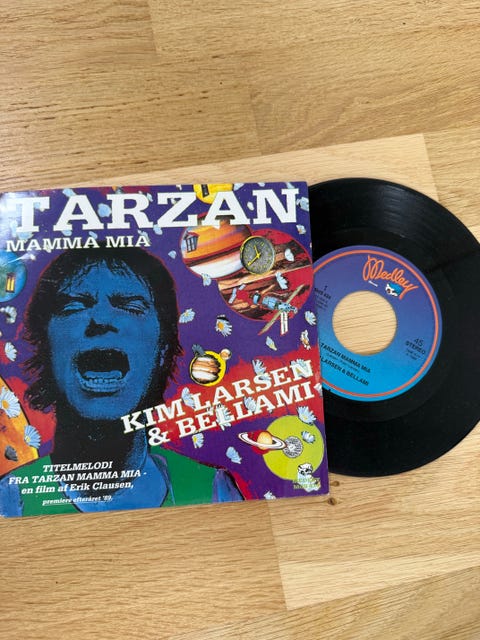 TARZAN
MAMMA MIA
KIM LARSEN
& BELLAMI
TITELMELODI
FRA TARZAN MAMMA MIA -
en film af Erik Clausen,
premiere efteråret '89.
Medley
1
45
STEREO
TARZAN MAMMA MIA
LARSEN & BELLAMI